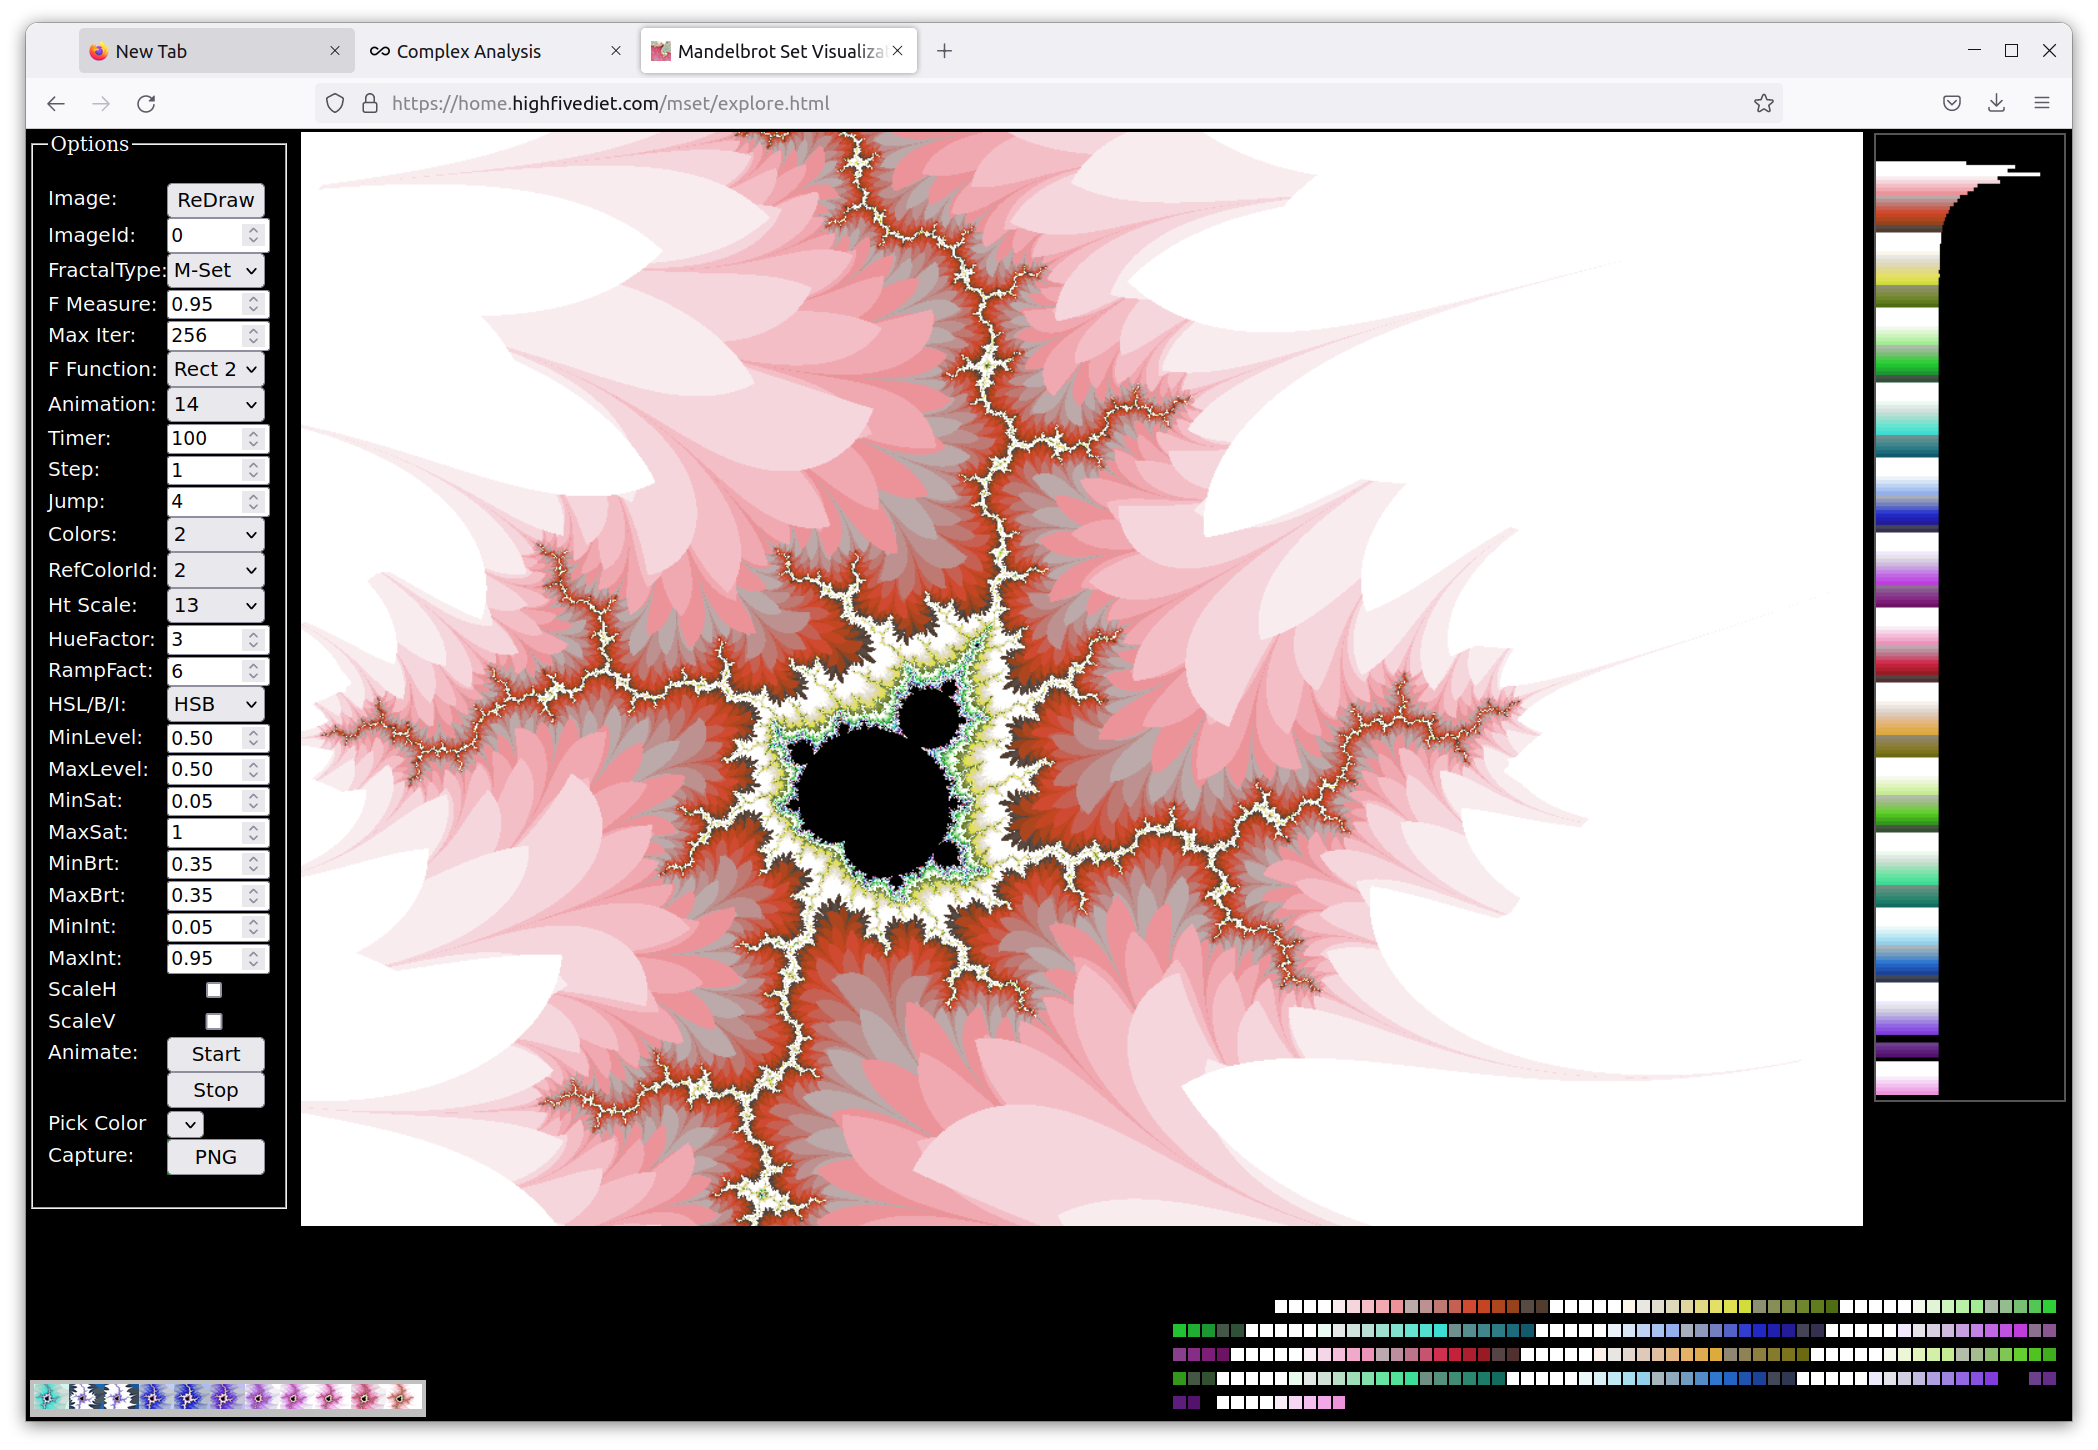 New Tab
Complex Analysis
Mandelbrot Set Visualiza
https://home.highfivediet.com/mset/explore.html
Options
Image: ReDraw
ImageId: 0
FractalType: M-Set
F Measure: 0.95
Max Iter: 256
F Function: Rect 2
Animation: 14
Timer: 100
Step: 1
Jump: 4
Colors: 2
RefColorId: 2
Ht Scale: 13
HueFactor: 3
RampFact: 6
HSL/B/I: HSB
MinLevel: 0.50
MaxLevel: 0.50
MinSat: 0.05
MaxSat: 1
MinBrt: 0.35
MaxBrt: 0.35
MinInt: 0.05
MaxInt: 0.95
ScaleH
ScaleV
Animate: Start
Stop
Pick Color
Capture: PNG